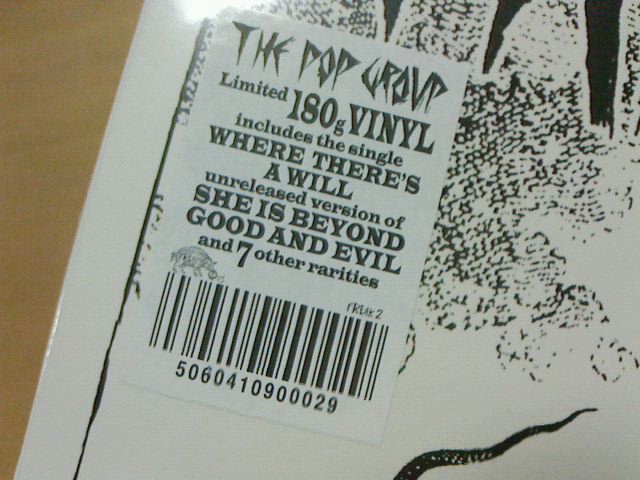 THE POP GROUP
Limited 180g VINYL
includes the single
WHERE THERE'S
A WILL
unreleased version of
SHE IS BEYOND
GOOD AND EVIL
and 7 other rarities
FREAK 2
5060410900029